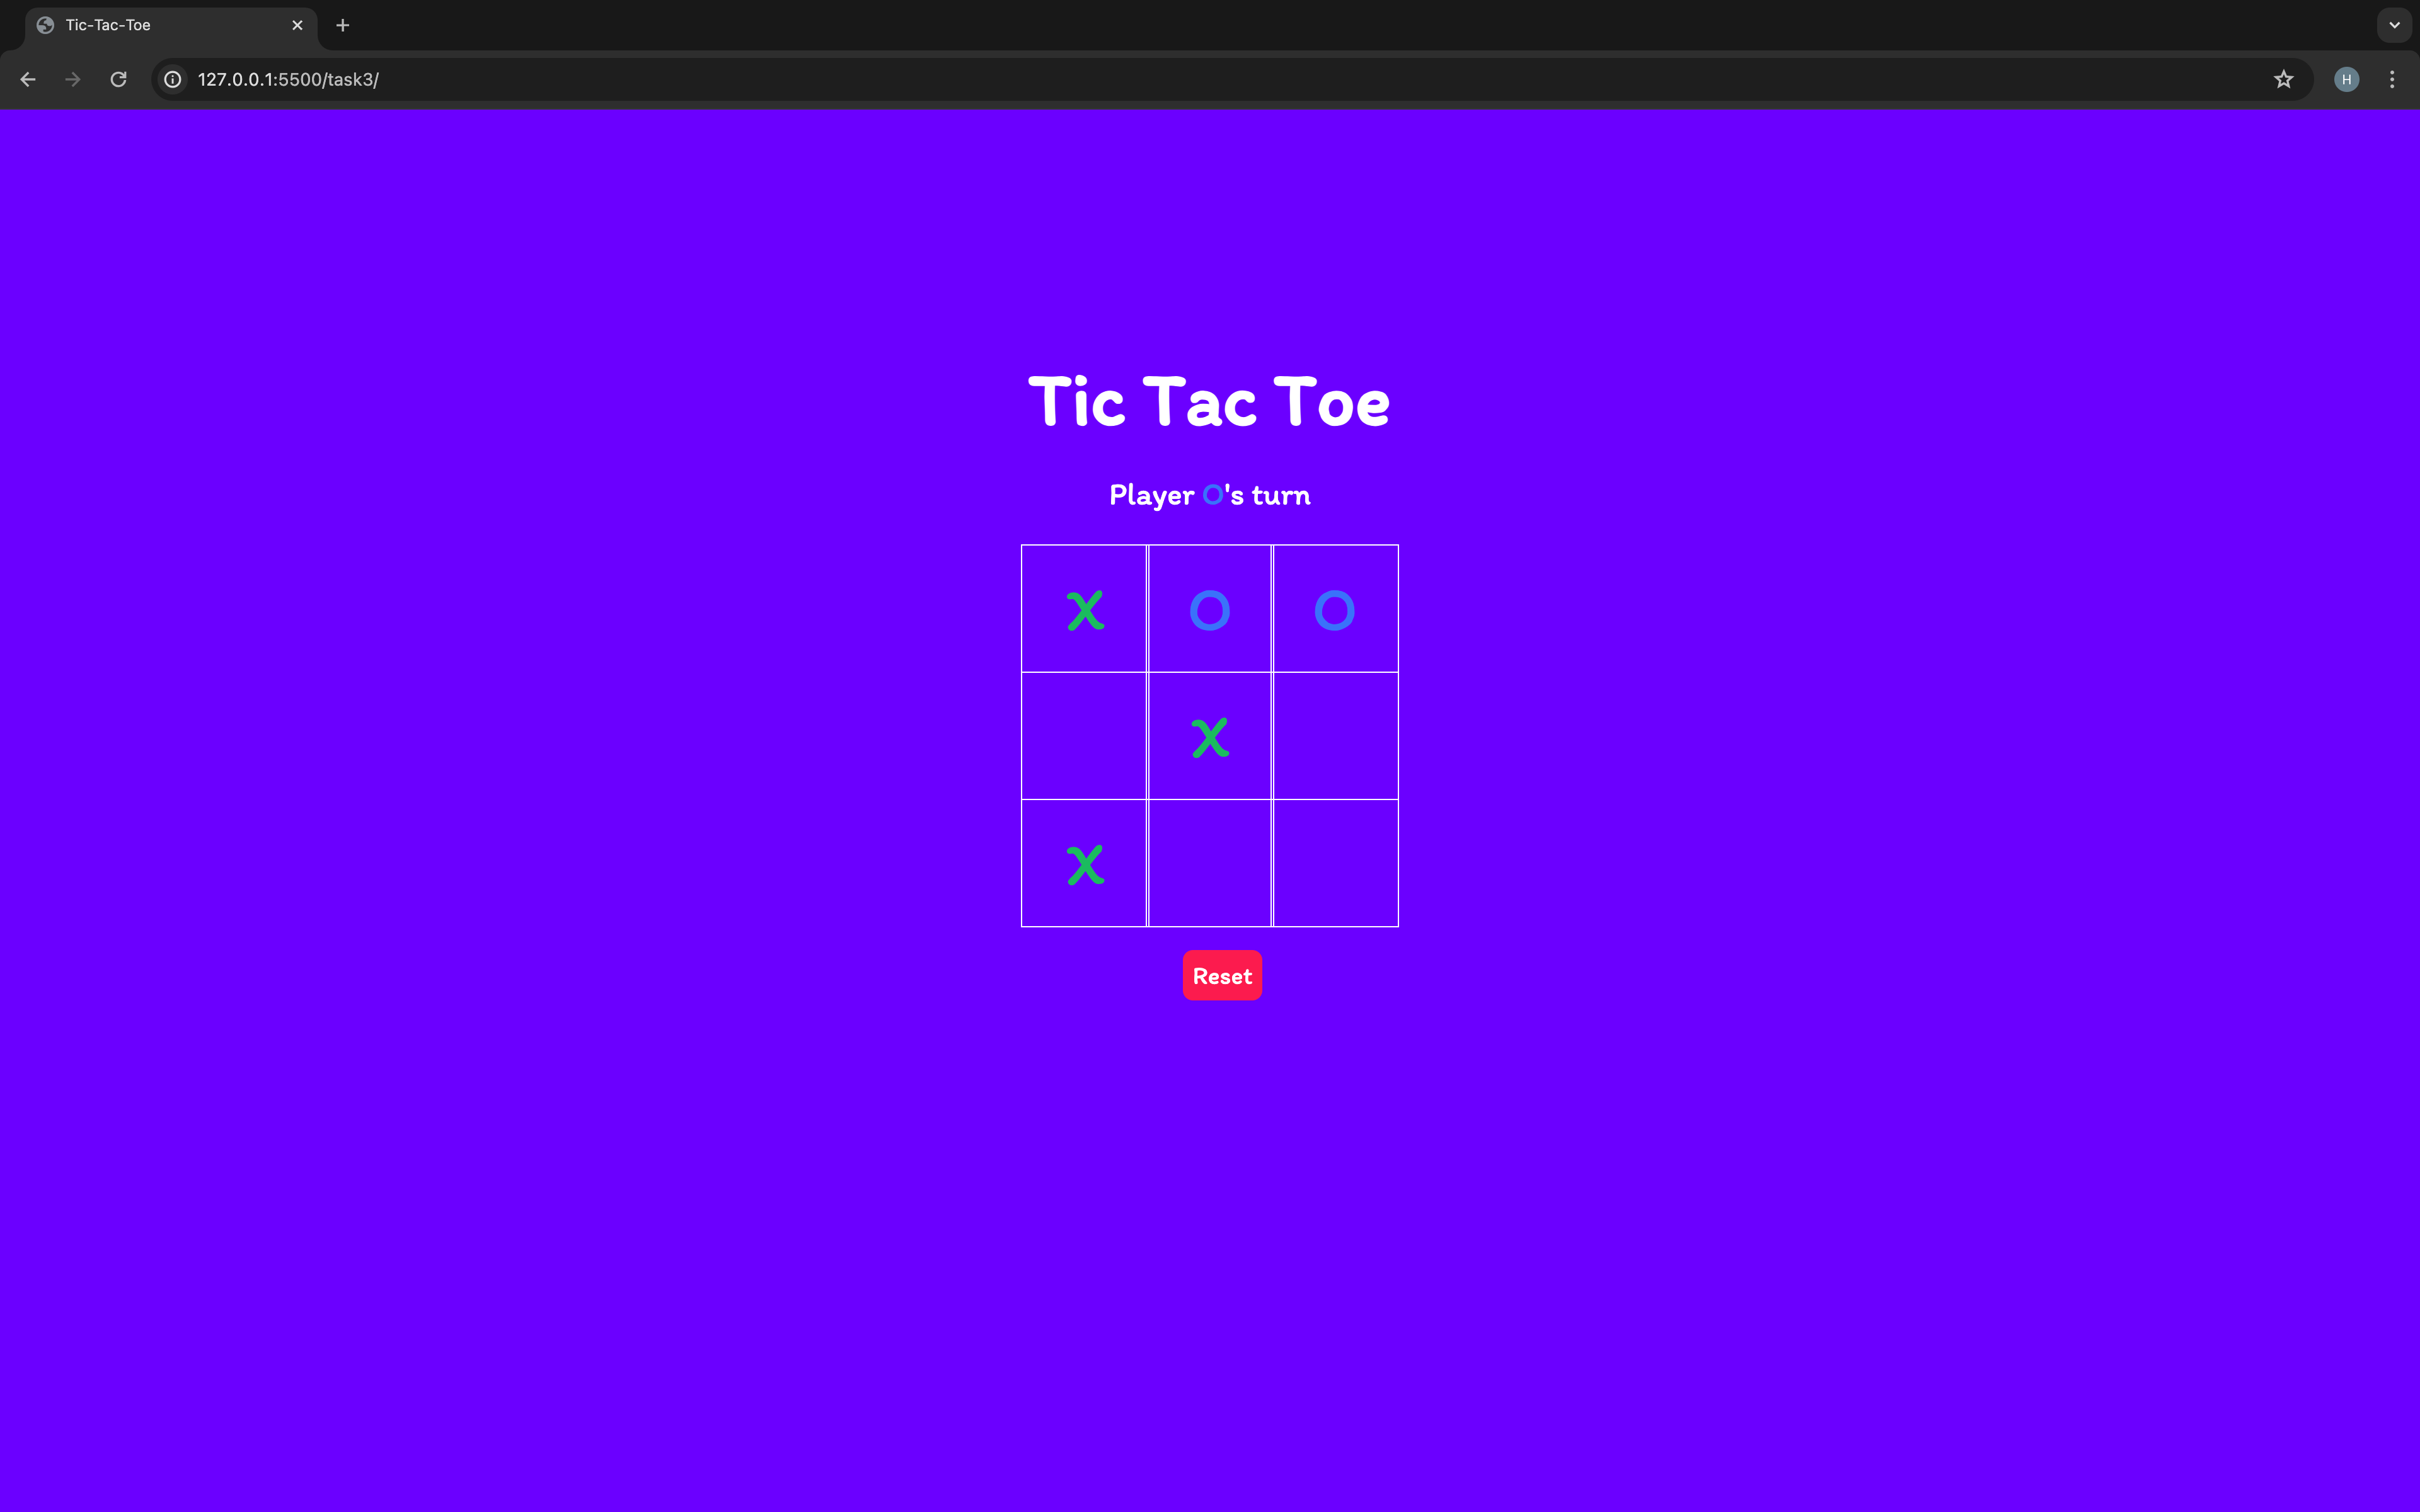 Tic-Tac-Toe
127.0.0.1:5500/task3/
H
Tic Tac Toe
Player O's turn
X O O
X
X
Reset